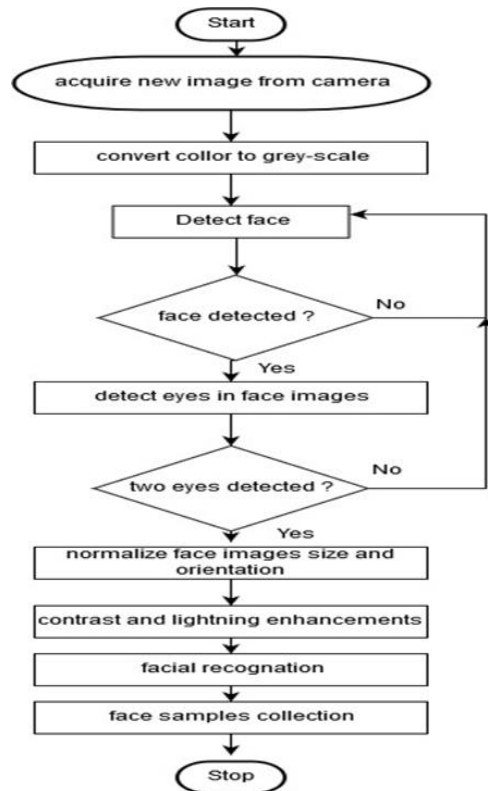 Start
acquire new image from camera
convert collor to grey-scale
Detect face
face detected ?
No
Yes
detect eyes in face images
two eyes detected ?
No
Yes
normalize face images size and
orientation
contrast and lightning enhancements
facial recognation
face samples collection
Stop